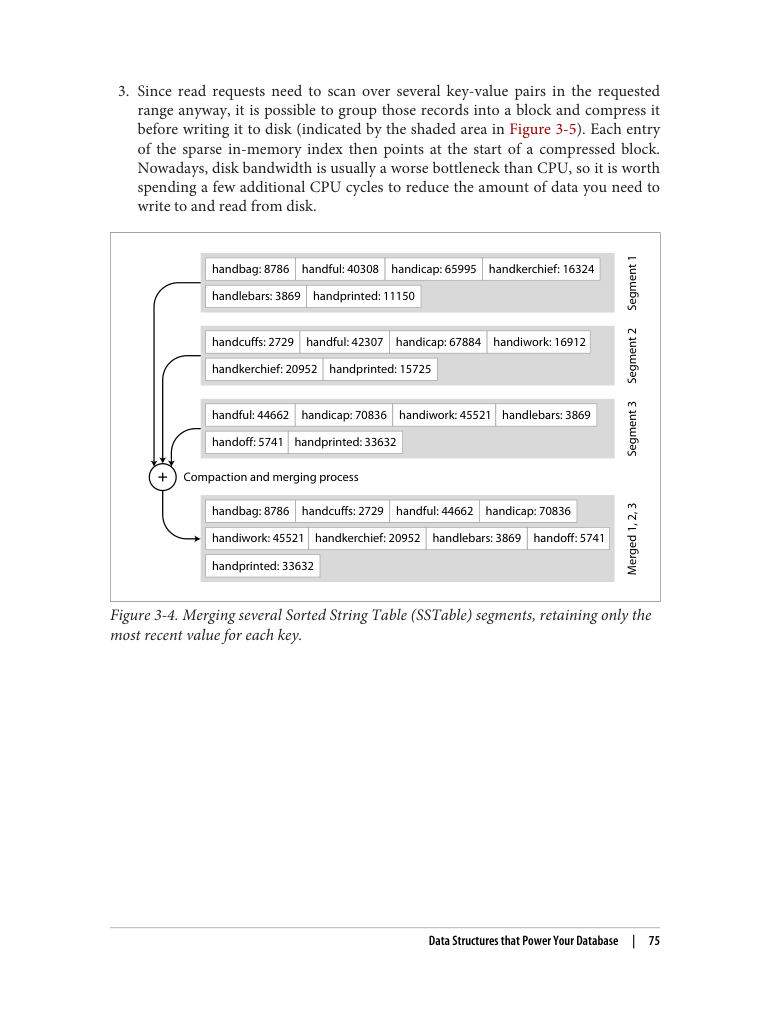 3. Since read requests need to scan over several key-value pairs in the requested
range anyway, it is possible to group those records into a block and compress it
before writing it to disk (indicated by the shaded area in Figure 3-5). Each entry
of the sparse in-memory index then points at the start of a compressed block.
Nowadays, disk bandwidth is usually a worse bottleneck than CPU, so it is worth
spending a few additional CPU cycles to reduce the amount of data you need to
write to and read from disk.
handbag: 8786 handful: 40308 handicap: 65995 handkerchief: 16324
handlebars: 3869 handprinted: 11150
Segment 1
handcuffs: 2729 handful: 42307 handicap: 67884 handiwork: 16912
handkerchief: 20952 handprinted: 15725
Segment 2
handful: 44662 handicap: 70836 handiwork: 45521 handlebars: 3869
handoff: 5741 handprinted: 33632
Segment 3
+ Compaction and merging process
handbag: 8786 handcuffs: 2729 handful: 44662 handicap: 70836
handiwork: 45521 handkerchief: 20952 handlebars: 3869 handoff: 5741
handprinted: 33632
Merged 1, 2, 3
Figure 3-4. Merging several Sorted String Table (SSTable) segments, retaining only the
most recent value for each key.
Data Structures that Power Your Database | 75